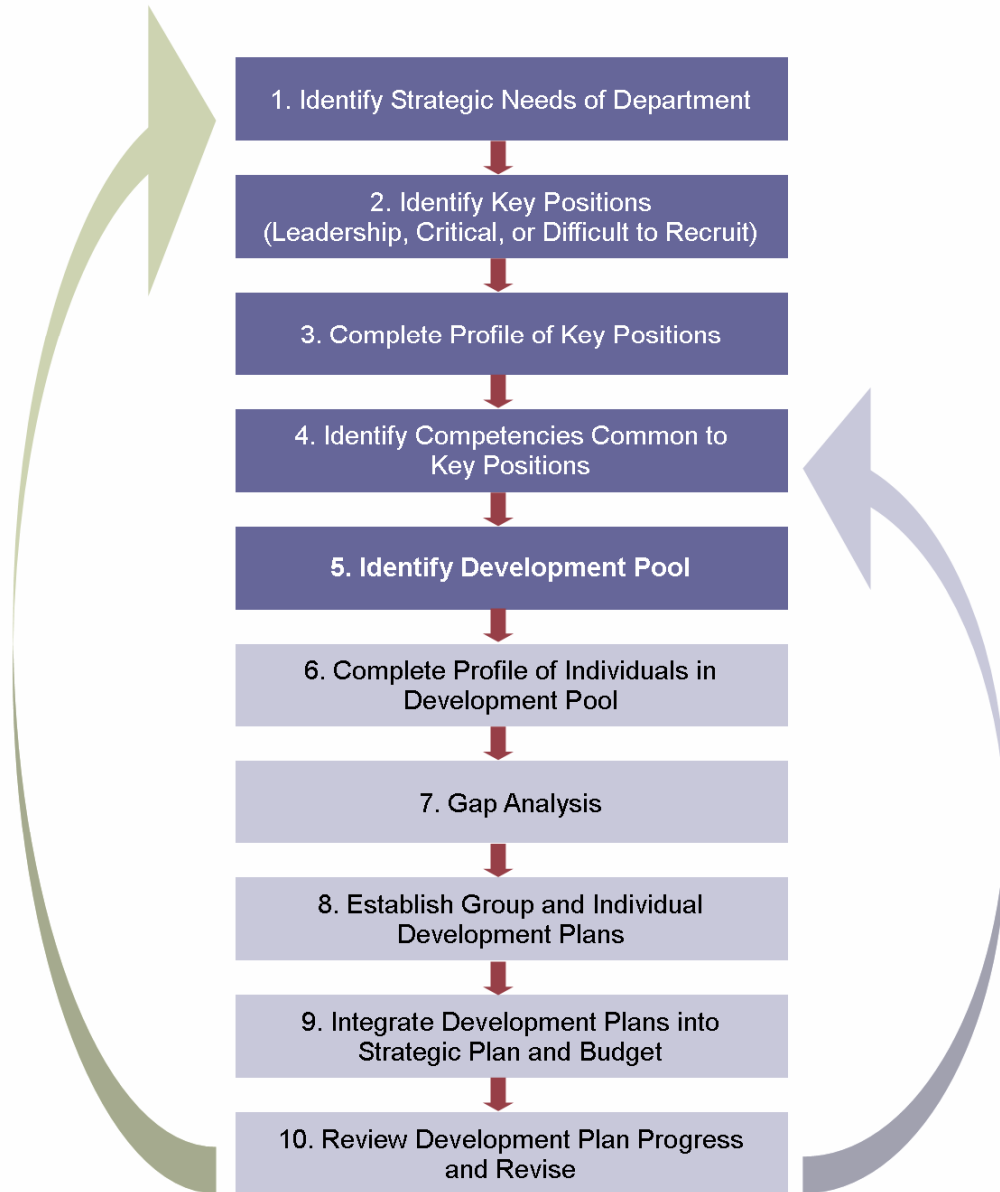 1. Identify Strategic Needs of Department
2. Identify Key Positions
(Leadership, Critical, or Difficult to Recruit)
3. Complete Profile of Key Positions
4. Identify Competencies Common to
Key Positions
5. Identify Development Pool
6. Complete Profile of Individuals in
Development Pool
7. Gap Analysis
8. Establish Group and Individual
Development Plans
9. Integrate Development Plans into
Strategic Plan and Budget
10. Review Development Plan Progress
and Revise